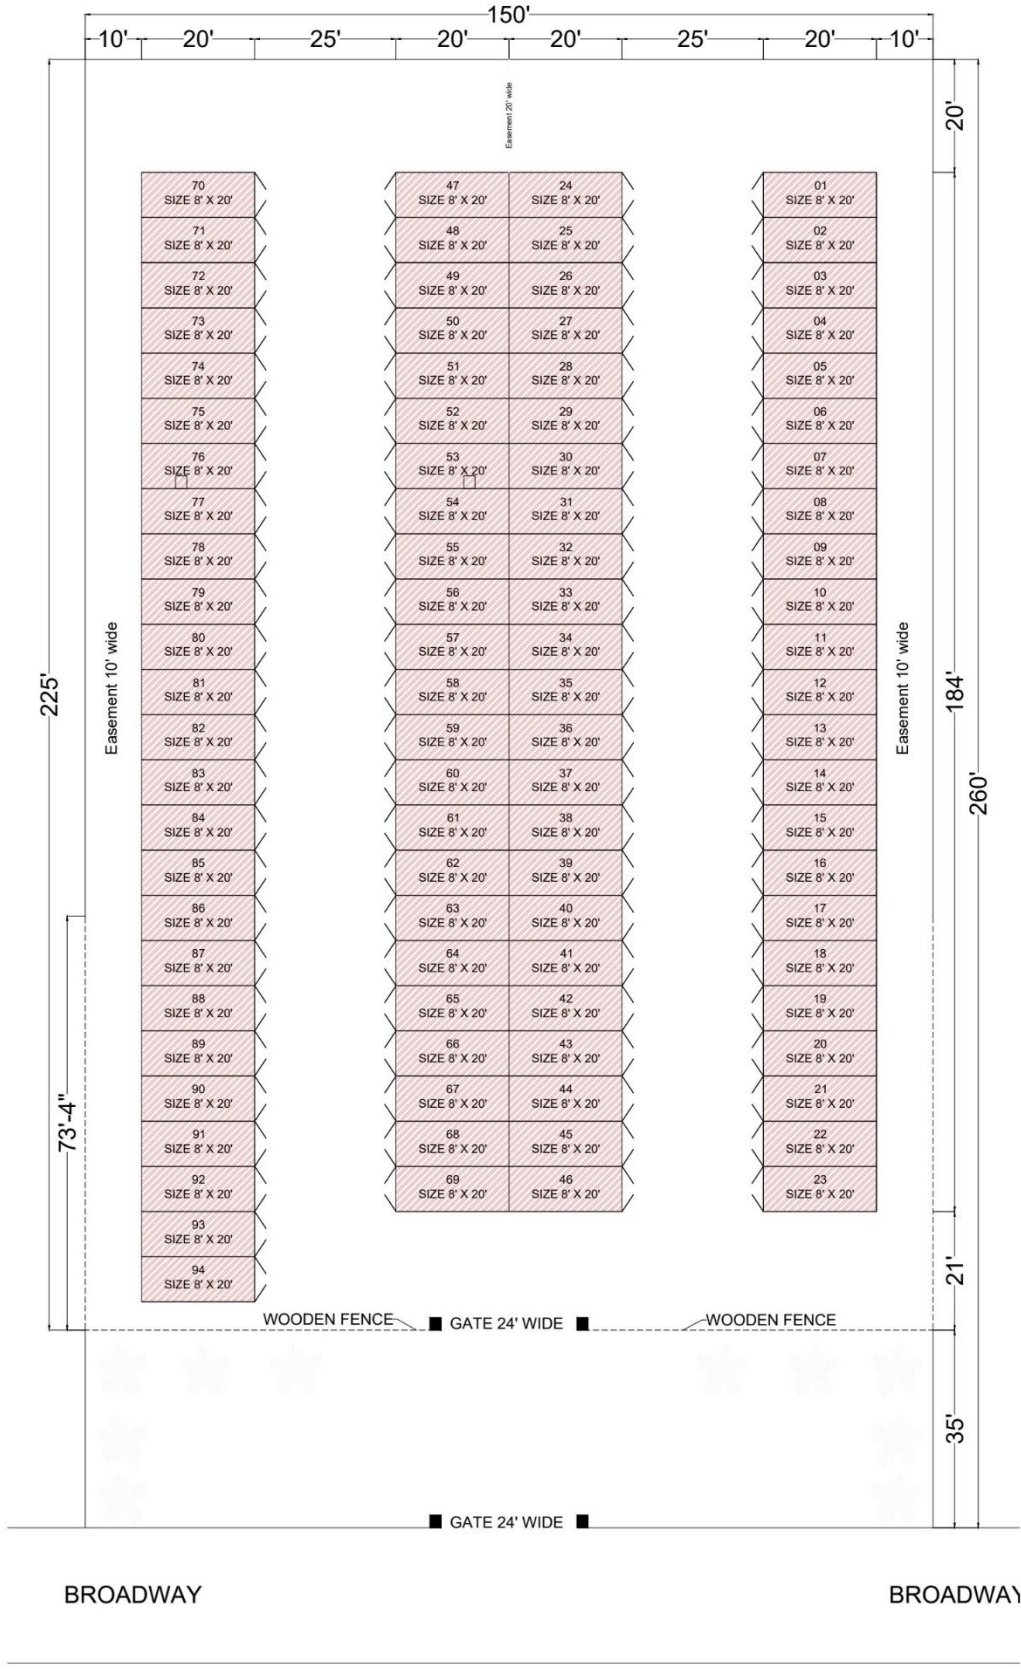 150'
10' 20' 25' 20' 20' 25' 20' 10'
Easement 20' wide
20'
70 47 24 01
SIZE 8' X 20' SIZE 8' X 20' SIZE 8' X 20' SIZE 8' X 20'
71 48 25 02
SIZE 8' X 20' SIZE 8' X 20' SIZE 8' X 20' SIZE 8' X 20'
72 49 26 03
SIZE 8' X 20' SIZE 8' X 20' SIZE 8' X 20' SIZE 8' X 20'
73 50 27 04
SIZE 8' X 20' SIZE 8' X 20' SIZE 8' X 20' SIZE 8' X 20'
74 51 28 05
SIZE 8' X 20' SIZE 8' X 20' SIZE 8' X 20' SIZE 8' X 20'
75 52 29 06
SIZE 8' X 20' SIZE 8' X 20' SIZE 8' X 20' SIZE 8' X 20'
76 53 30 07
SIZE 8' X 20' SIZE 8' X 20' SIZE 8' X 20' SIZE 8' X 20'
77 54 31 08
SIZE 8' X 20' SIZE 8' X 20' SIZE 8' X 20' SIZE 8' X 20'
78 55 32 09
SIZE 8' X 20' SIZE 8' X 20' SIZE 8' X 20' SIZE 8' X 20'
79 56 33 10
SIZE 8' X 20' SIZE 8' X 20' SIZE 8' X 20' SIZE 8' X 20'
80 57 34 11
SIZE 8' X 20' SIZE 8' X 20' SIZE 8' X 20' SIZE 8' X 20'
225'
Easement 10' wide
Easement 10' wide
184'
81 58 35 12
SIZE 8' X 20' SIZE 8' X 20' SIZE 8' X 20' SIZE 8' X 20'
82 59 36 13
SIZE 8' X 20' SIZE 8' X 20' SIZE 8' X 20' SIZE 8' X 20'
83 60 37 14
SIZE 8' X 20' SIZE 8' X 20' SIZE 8' X 20' SIZE 8' X 20'
260'
84 61 38 15
SIZE 8' X 20' SIZE 8' X 20' SIZE 8' X 20' SIZE 8' X 20'
85 62 39 16
SIZE 8' X 20' SIZE 8' X 20' SIZE 8' X 20' SIZE 8' X 20'
86 63 40 17
SIZE 8' X 20' SIZE 8' X 20' SIZE 8' X 20' SIZE 8' X 20'
87 64 41 18
SIZE 8' X 20' SIZE 8' X 20' SIZE 8' X 20' SIZE 8' X 20'
88 65 42 19
SIZE 8' X 20' SIZE 8' X 20' SIZE 8' X 20' SIZE 8' X 20'
89 66 43 20
SIZE 8' X 20' SIZE 8' X 20' SIZE 8' X 20' SIZE 8' X 20'
90 67 44 21
SIZE 8' X 20' SIZE 8' X 20' SIZE 8' X 20' SIZE 8' X 20'
73'-4"
91 68 45 22
SIZE 8' X 20' SIZE 8' X 20' SIZE 8' X 20' SIZE 8' X 20'
92 69 46 23
SIZE 8' X 20' SIZE 8' X 20' SIZE 8' X 20' SIZE 8' X 20'
93
SIZE 8' X 20'
94
SIZE 8' X 20'
21'
WOODEN FENCE GATE 24' WIDE WOODEN FENCE
35'
GATE 24' WIDE
BROADWAY BROADWAY